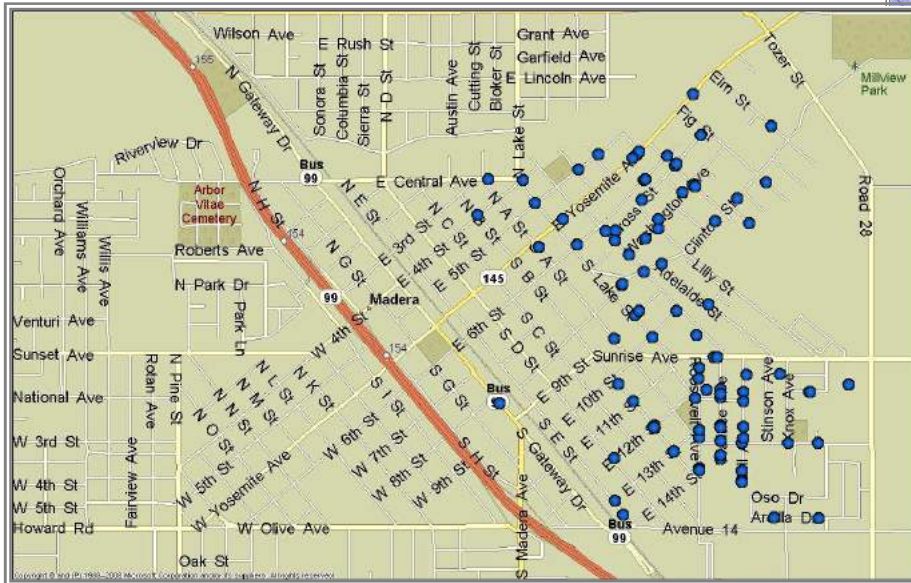 Wilson Ave
Grant Ave
E Rush St
Garfield Ave
E Lincoln Ave
Tozer St
Elm St
Fig St
Millview
Park
155
N Gateway Dr
Sonora St
Columbia St
Sierra St
N D St
Austin Ave
Cutting St
Bloker St
N Lake St
Riverview Dr
Bus
99
E Central Ave
E Yosemite Ave
Washington Ave
Clinton St
Road 28
Orchard Ave
Williams Ave
Willis Ave
Arbor
Vitae
Cemetery
N H St
N E St
N C St
N A St
N G St
E 3rd St
E 4th St
E 5th St
Roberts Ave
154
145
S B St
S A St
S Lake St
Adelaide St
Lilly St
N Park Dr
Park Ln
99
Madera
W 4th St
E 6th St
S D St
S C St
Venturi Ave
Sunset Ave
154
Sunrise Ave
Rotan Ave
N Pine St
N L St
N K St
N M St
N N St
N O St
S I St
S G St
E 9th St
E 10th St
E 11th St
E 12th St
E 13th St
E 14th St
S E St
Stinson Ave
Knox Ave
National Ave
Bus
W 3rd St
W 4th St
W 5th St
Fairview Ave
W 5th St
W Yosemite Ave
W 6th St
W 7th St
W 8th St
W 9th St
S H St
S Gateway Dr
Oso Dr
Howard Rd
W Olive Ave
S Madera Ave
Bus
99
Avenue 14
Oak St